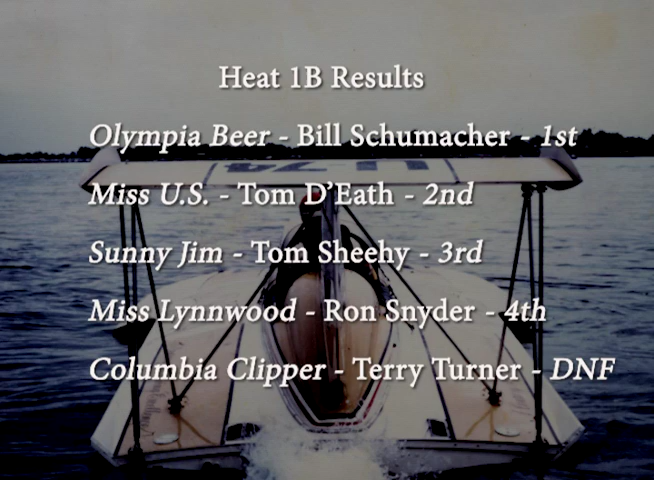 Heat 1B Results
Olympia Beer - Bill Schumacher - 1st
Miss U.S. - Tom D'Eath - 2nd
Sunny Jim - Tom Sheehy - 3rd
Miss Lynnwood - Ron Snyder - 4th
Columbia Clipper - Terry Turner - DNF